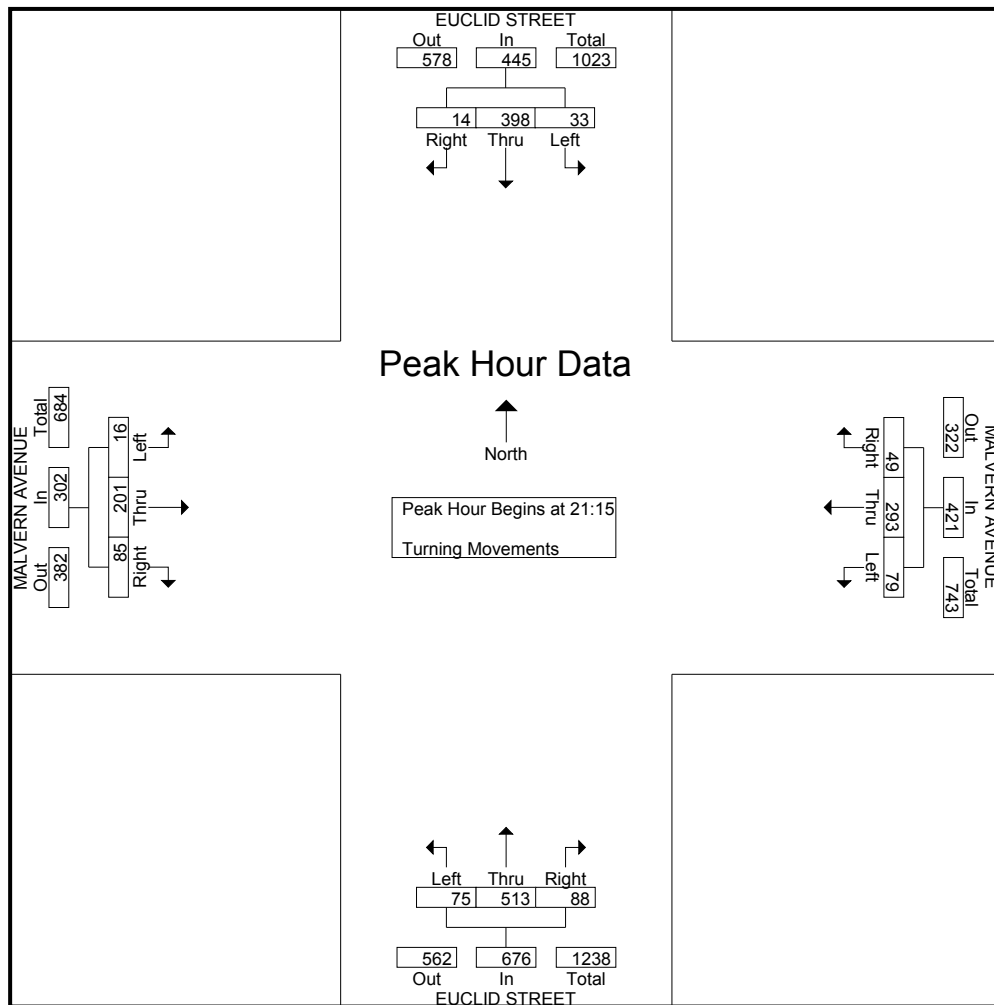 EUCLID STREET
Out In Total
578 445 1023
14 398 33
Right Thru Left
Peak Hour Data
North
Peak Hour Begins at 21:15
Turning Movements
MALVERN AVENUE
Total In Out
684 302 382
16 201 85
Left Thru Right
MALVERN AVENUE
Out In Total
322 421 743
49 293 79
Right Thru Left
Left Thru Right
75 513 88
562 676 1238
Out In Total
EUCLID STREET